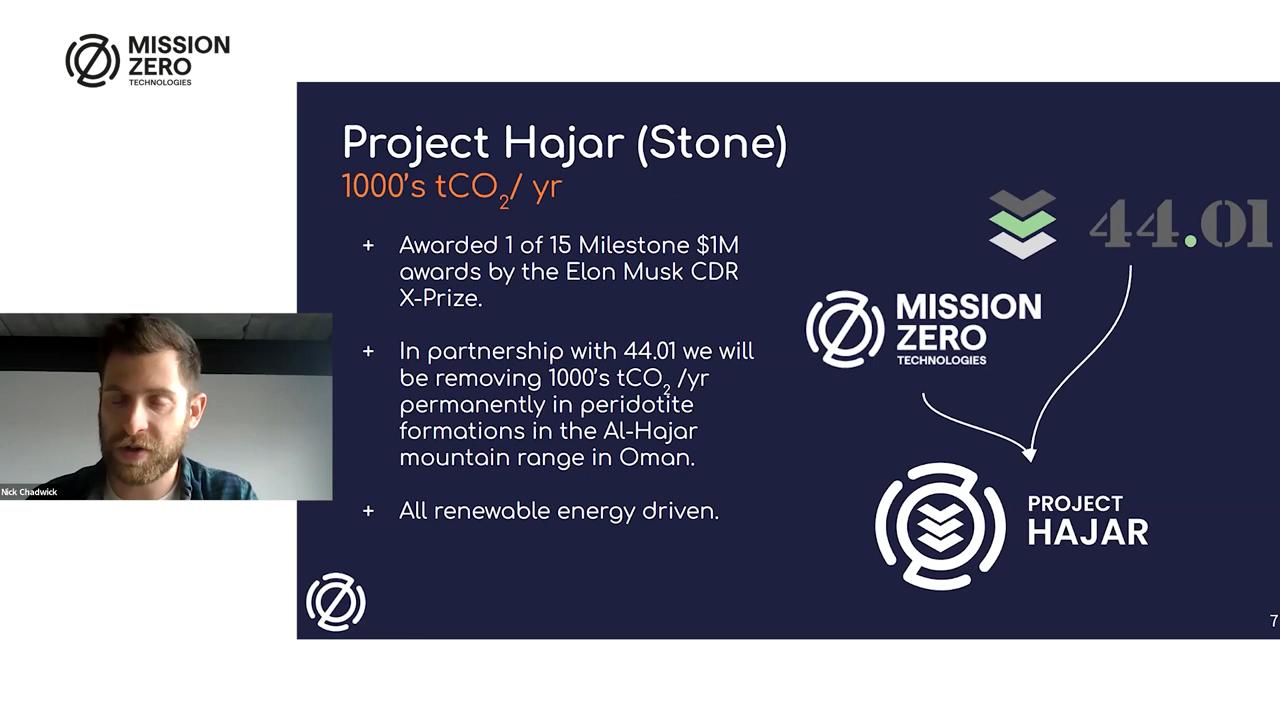 MISSION
ZERO
TECHNOLOGIES
Project Hajar (Stone)
1000's tCO2/ yr
+ Awarded 1 of 15 Milestone $1M
awards by the Elon Musk CDR
X-Prize.
+ In partnership with 44.01 we will
be removing 1000's tCO2 /yr
permanently in peridotite
formations in the Al-Hajar
mountain range in Oman.
+ All renewable energy driven.
44.01
MISSION
ZERO
TECHNOLOGIES
PROJECT
HAJAR
Nick Chadwick
7